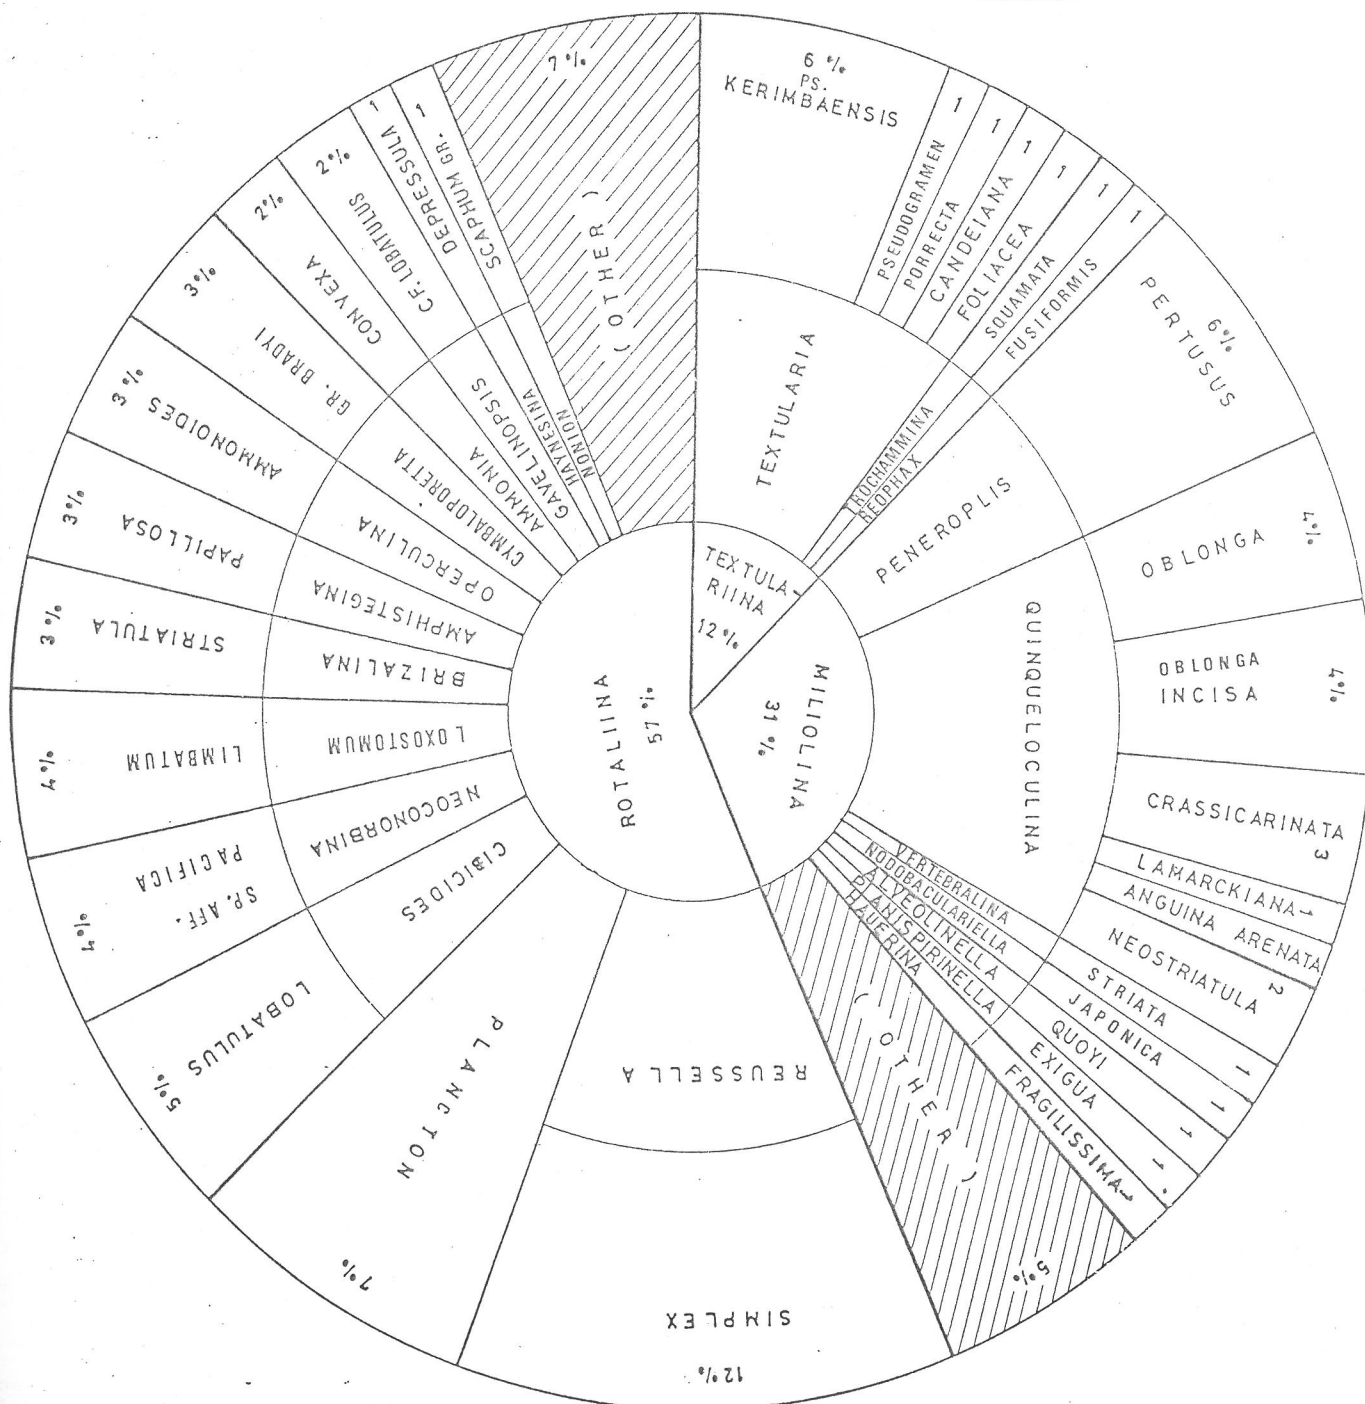 6 %
PS.
KERIMBAENSIS
1
PSEUDOGRAMEN
1
PORRECTA
1
CANDEIANA
1
FOLIACEA
1
SQUAMATA
1
FUSIFORMIS
6%
PERTUSUS
4%
OBLONGA
4%
OBLONGA
INCISA
CRASSICARINATA
3
LAMARCKIANA 1
ANGUINA ARENATA
NEOSTRIATULA
2
STRIATA
1
JAPONICA
1
QUOYI
1
EXIGUA
1
FRAGILISSIMA 1
( OTHER )
5%
SIMPLEX
12%
PLANCTON
7%
LOBATULUS
5%
SP. AFF.
PACIFICA
4%
LIMBATUM
4%
STRIATULA
3%
PAPILLOSA
3%
AMMONOIDES
3%
GR. BRADYI
3%
CONVEXA
2%
CF. LOBATULUS
2%
DEPRESSULA
1
SCAPHUM GR.
1
( OTHER )
7%
TEXTULARIA
TROCHAMMINA
REOPHAX
PENEROPLIS
QUINQUELOCULINA
VERTEBRALINA
NODOBACULARIELLA
ALVEOLINELLA
PLANISPIRINELLA
HAUERINA
REUSSELLA
CIBICIDES
NEOCONORBINA
LOXOSTOMUM
BRIZALINA
AMPHISTEGINA
OPERCULINA
CYMBALOPORETTA
AMMONIA
GAVELINOPSIS
HAYNESINA
NONION
TEXTULA-
RIINA
12%
MILIOLINA
31 %
ROTALIINA
57 %